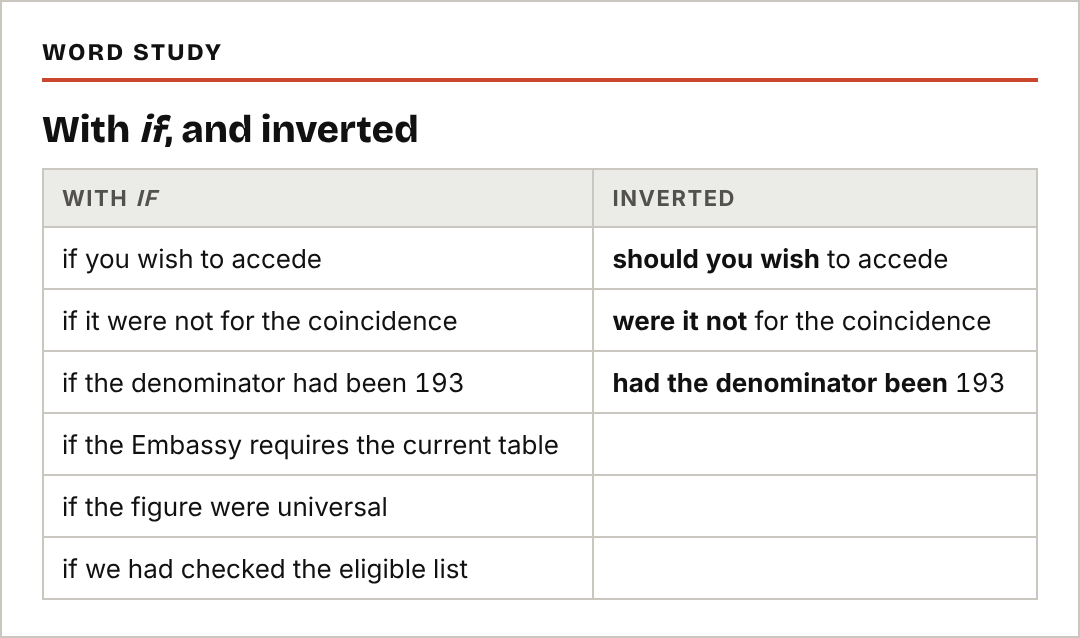 WORD STUDY
With if, and inverted
WITH IF
INVERTED
if you wish to accede
should you wish to accede
if it were not for the coincidence
were it not for the coincidence
if the denominator had been 193
had the denominator been 193
if the Embassy requires the current table
if the figure were universal
if we had checked the eligible list